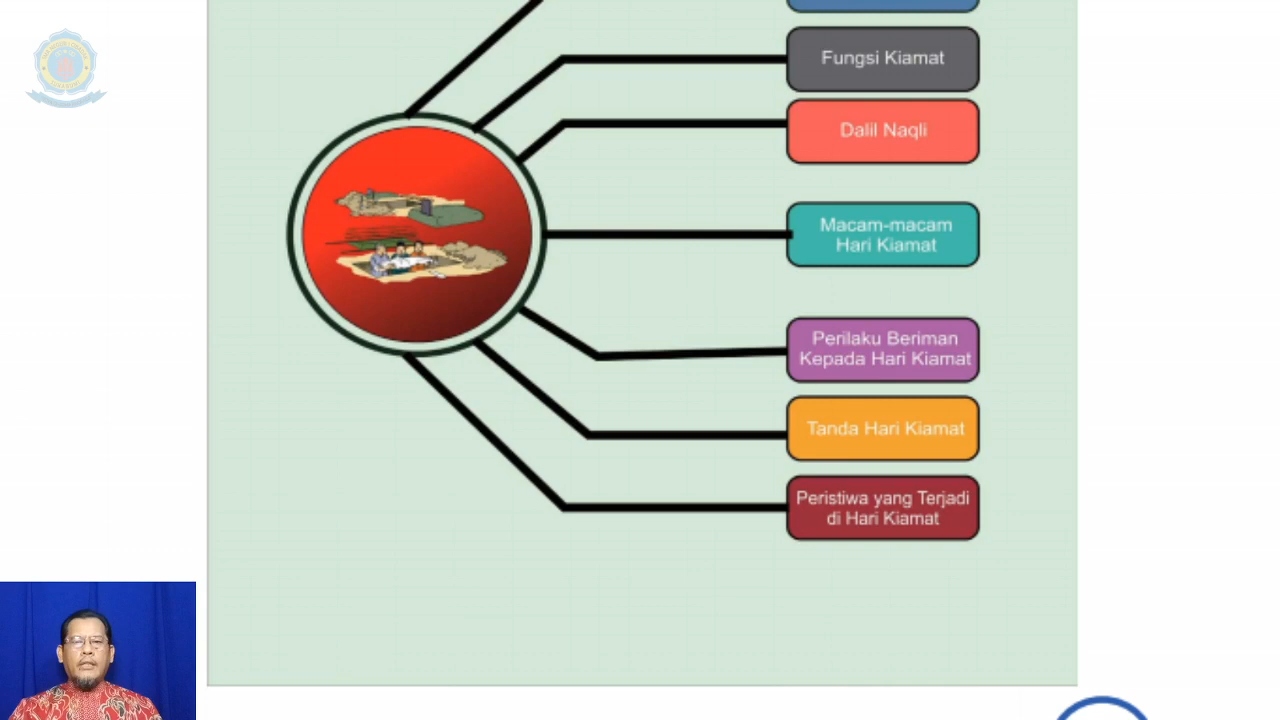 Fungsi Kiamat
Dalil Naqli
Macam-macam
Hari Kiamat
Perilaku Beriman
Kepada Hari Kiamat
Tanda Hari Kiamat
Peristiwa yang Terjadi
di Hari Kiamat